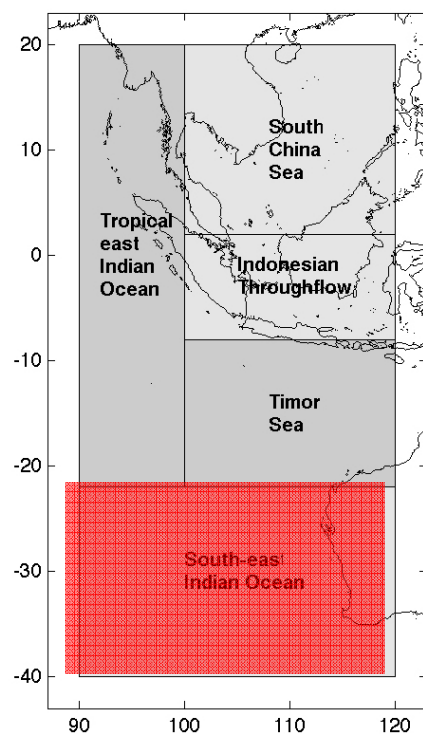 20
South
China
Sea
10
Tropical
east
Indian
Ocean
0
Indonesian
Throughflow
-10
Timor
Sea
-20
South-east
Indian Ocean
-30
-40
90 100 110 120